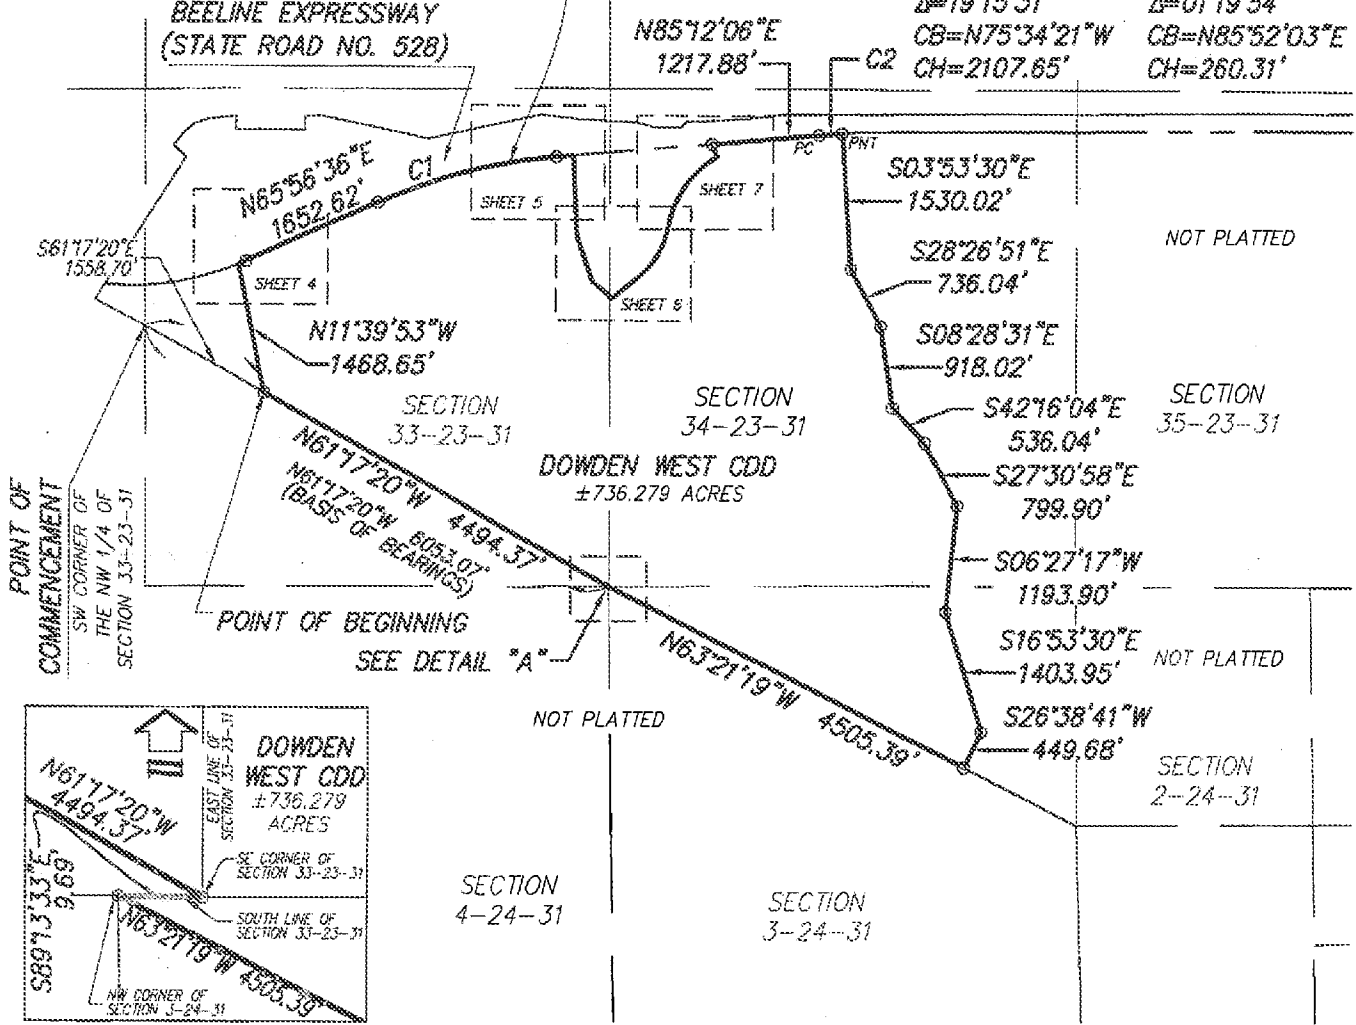 BEELINE EXPRESSWAY
(STATE ROAD NO. 528)
N85°12'06"E
1217.88'
C2
Δ=19°15'31"
CB=N75°34'21"W
CH=2107.65'
Δ=01°19'54"
CB=N85°52'03"E
CH=260.31'
PC
PNT
N65°56'36"E
1652.62'
C1
SHEET 5
SHEET 7
SHEET 4
SHEET 6
S61°17'20"E
1558.70'
N11°39'53"W
1468.65'
S03°53'30"E
1530.02'
NOT PLATTED
S28°26'51"E
736.04'
S08°28'31"E
918.02'
SECTION
33-23-31
SECTION
34-23-31
S42°16'04"E
536.04'
SECTION
35-23-31
DOWDEN WEST CDD
±736.279 ACRES
S27°30'58"E
799.90'
N61°17'20"W 4494.37'
N61°17'20"W 6053.07'
(BASIS OF BEARINGS)
POINT OF
COMMENCEMENT
SW CORNER OF
THE NW 1/4 OF
SECTION 33-23-31
S06°27'17"W
1193.90'
POINT OF BEGINNING
SEE DETAIL "A"
S16°53'30"E
1403.95'
NOT PLATTED
N63°21'19"W 4505.39'
NOT PLATTED
S26°38'41"W
449.68'
SECTION
2-24-31
SECTION
4-24-31
SECTION
3-24-31
DOWDEN
WEST CDD
±736.279
ACRES
EAST LINE OF
SECTION 33-23-31
N61°17'20"W
4494.37'
SE CORNER OF
SECTION 33-23-31
S89°13'33"E
9.69'
SOUTH LINE OF
SECTION 33-23-31
N63°21'19"W 4505.39'
NW CORNER OF
SECTION 3-24-31